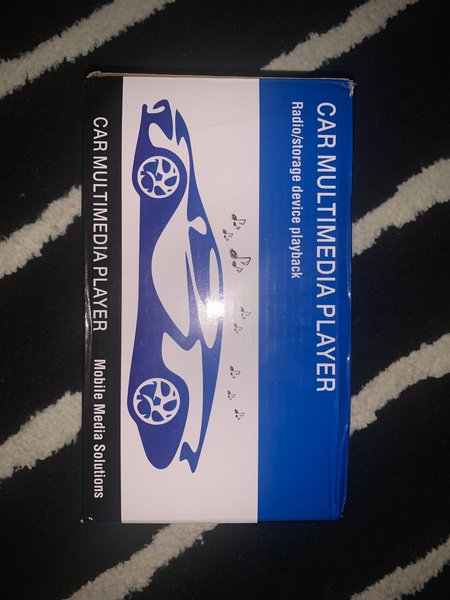 CAR MULTIMEDIA PLAYER
Radio/storage device playback
CAR MULTIMEDIA PLAYER Mobile Media Solutions